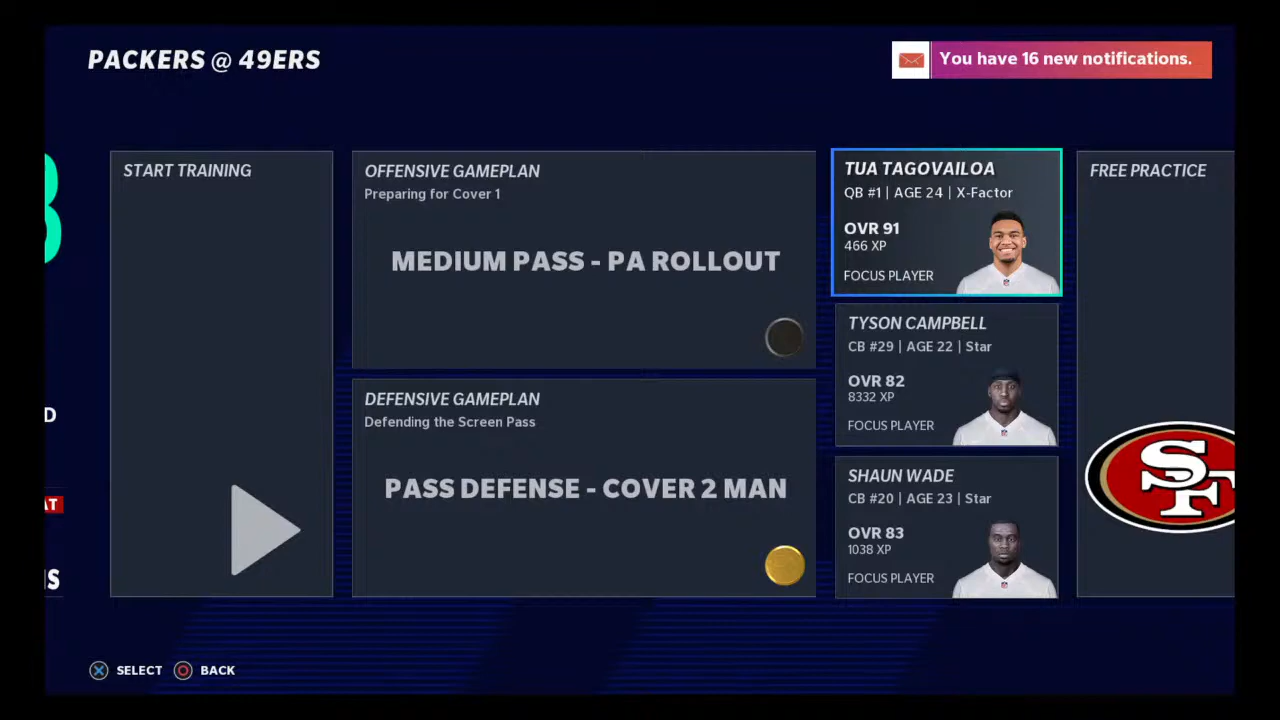 PACKERS @ 49ERS
You have 16 new notifications.
START TRAINING
OFFENSIVE GAMEPLAN
Preparing for Cover 1
MEDIUM PASS - PA ROLLOUT
DEFENSIVE GAMEPLAN
Defending the Screen Pass
PASS DEFENSE - COVER 2 MAN
TUA TAGOVAILOA
QB #1 | AGE 24 | X-Factor
OVR 91
466 XP
FOCUS PLAYER
TYSON CAMPBELL
CB #29 | AGE 22 | Star
OVR 82
8332 XP
FOCUS PLAYER
SHAUN WADE
CB #20 | AGE 23 | Star
OVR 83
1038 XP
FOCUS PLAYER
FREE PRACTICE
SF
D
AT
S
SELECT
BACK